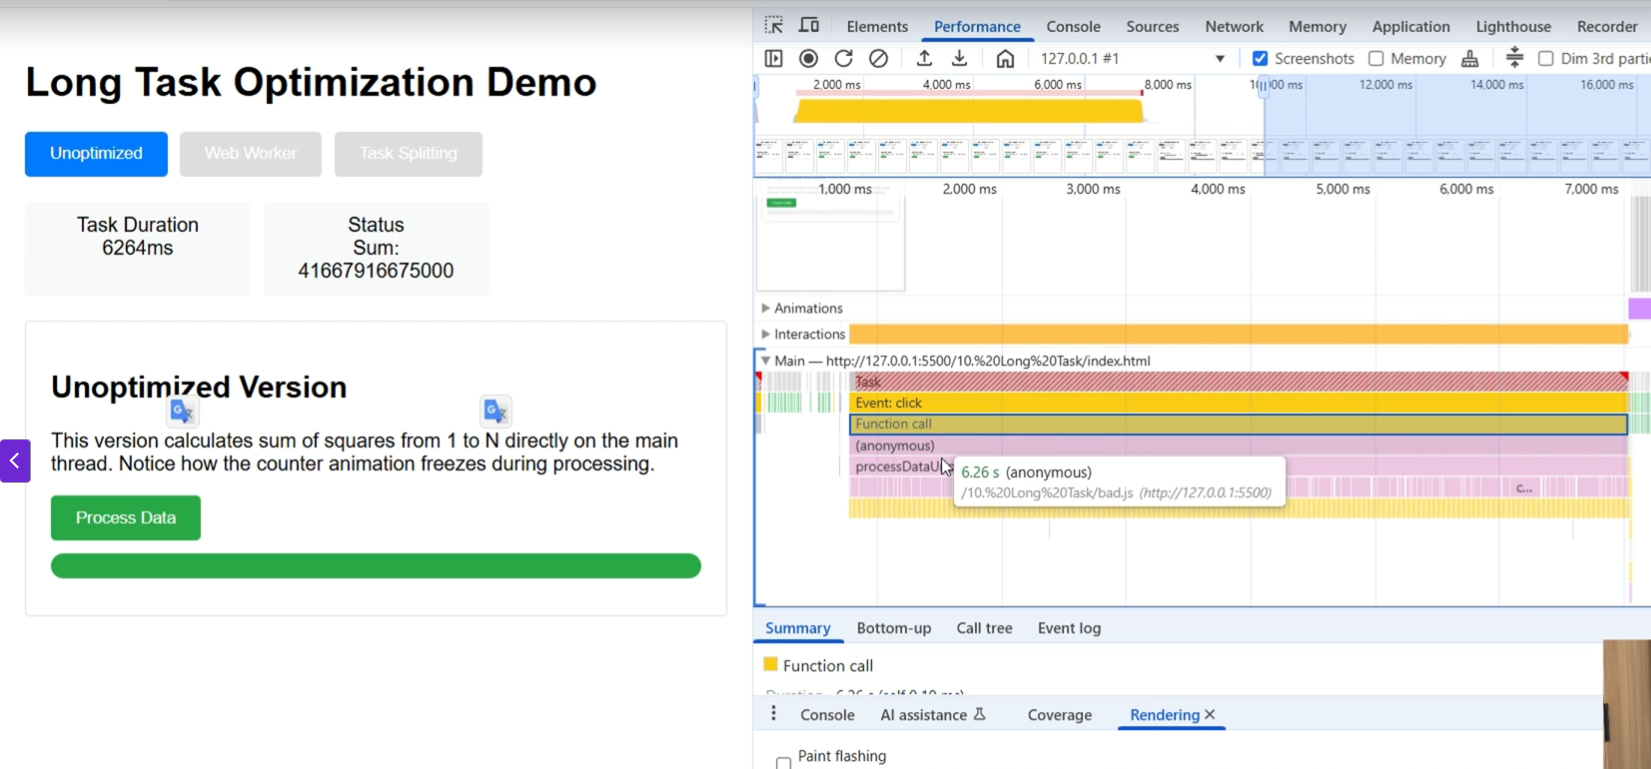 Long Task Optimization Demo
Unoptimized Web Worker Task Splitting
Task Duration
6264ms
Status
Sum:
41667916675000
Unoptimized Version
This version calculates sum of squares from 1 to N directly on the main
thread. Notice how the counter animation freezes during processing.
Process Data
Elements Performance Console Sources Network Memory Application Lighthouse Recorder
127.0.0.1 #1 Screenshots Memory Dim 3rd parti
2,000 ms 4,000 ms 6,000 ms 8,000 ms 12,000 ms 14,000 ms 16,000 ms
1,000 ms 2,000 ms 3,000 ms 4,000 ms 5,000 ms 6,000 ms 7,000 ms
Animations
Interactions
Main — http://127.0.0.1:5500/10.%20Long%20Task/index.html
Task
Event: click
Function call
(anonymous)
processDataU
6.26 s (anonymous)
/10.%20Long%20Task/bad.js (http://127.0.0.1:5500)
c...
Summary Bottom-up Call tree Event log
Function call
Console AI assistance Coverage Rendering
Paint flashing